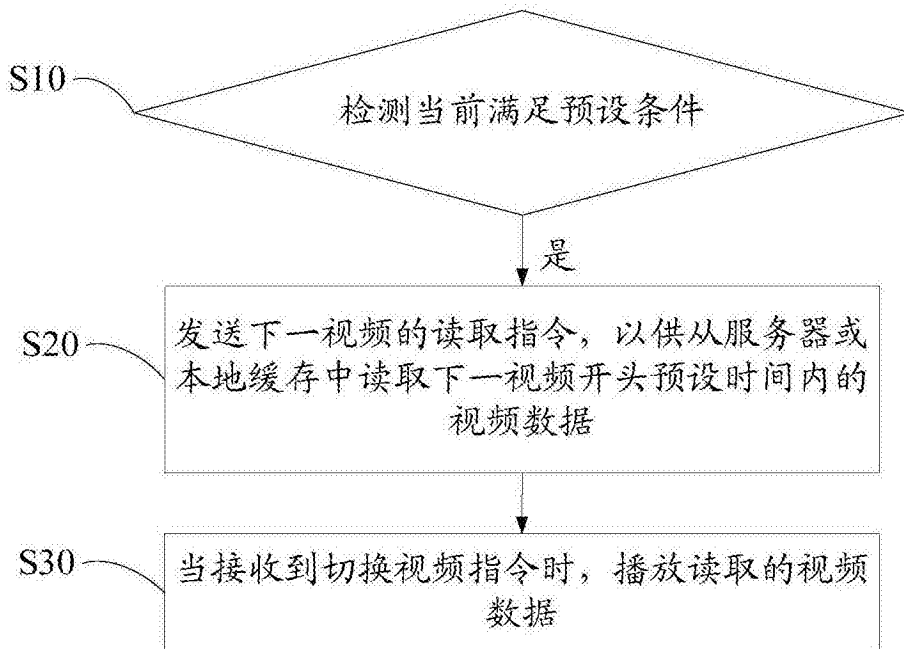 S10
检测当前满足预设条件
是
S20
发送下一视频的读取指令，以供从服务器或
本地缓存中读取下一视频开头预设时间内的
视频数据
S30
当接收到切换视频指令时，播放读取的视频
数据